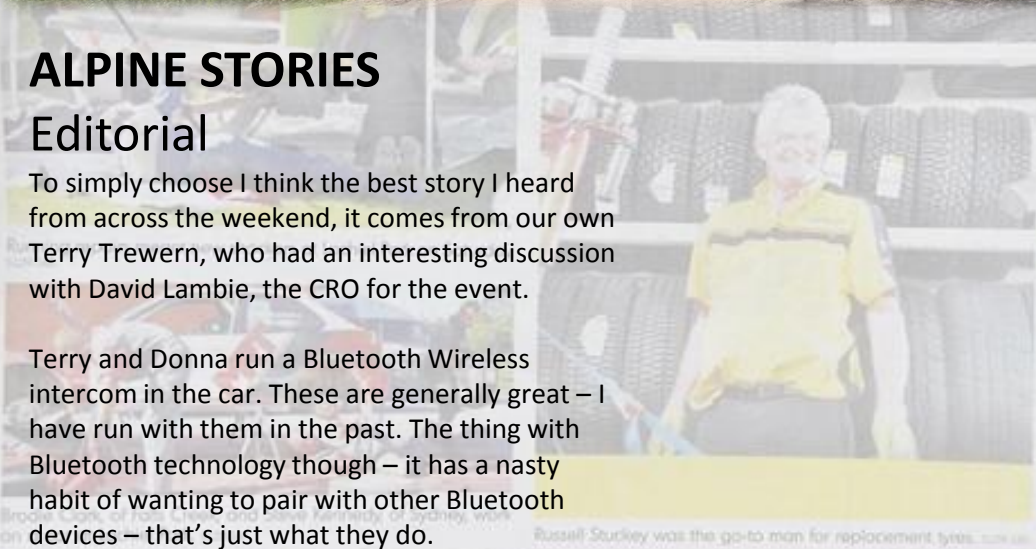 ALPINE STORIES
Editorial
To simply choose I think the best story I heard
from across the weekend, it comes from our own
Terry Trewern, who had an interesting discussion
with David Lambie, the CRO for the event.
Terry and Donna run a Bluetooth Wireless
intercom in the car. These are generally great – I
have run with them in the past. The thing with
Bluetooth technology though – it has a nasty
habit of wanting to pair with other Bluetooth
devices – that’s just what they do.
Russell Stuckey was the go-to man for replacement tyres.